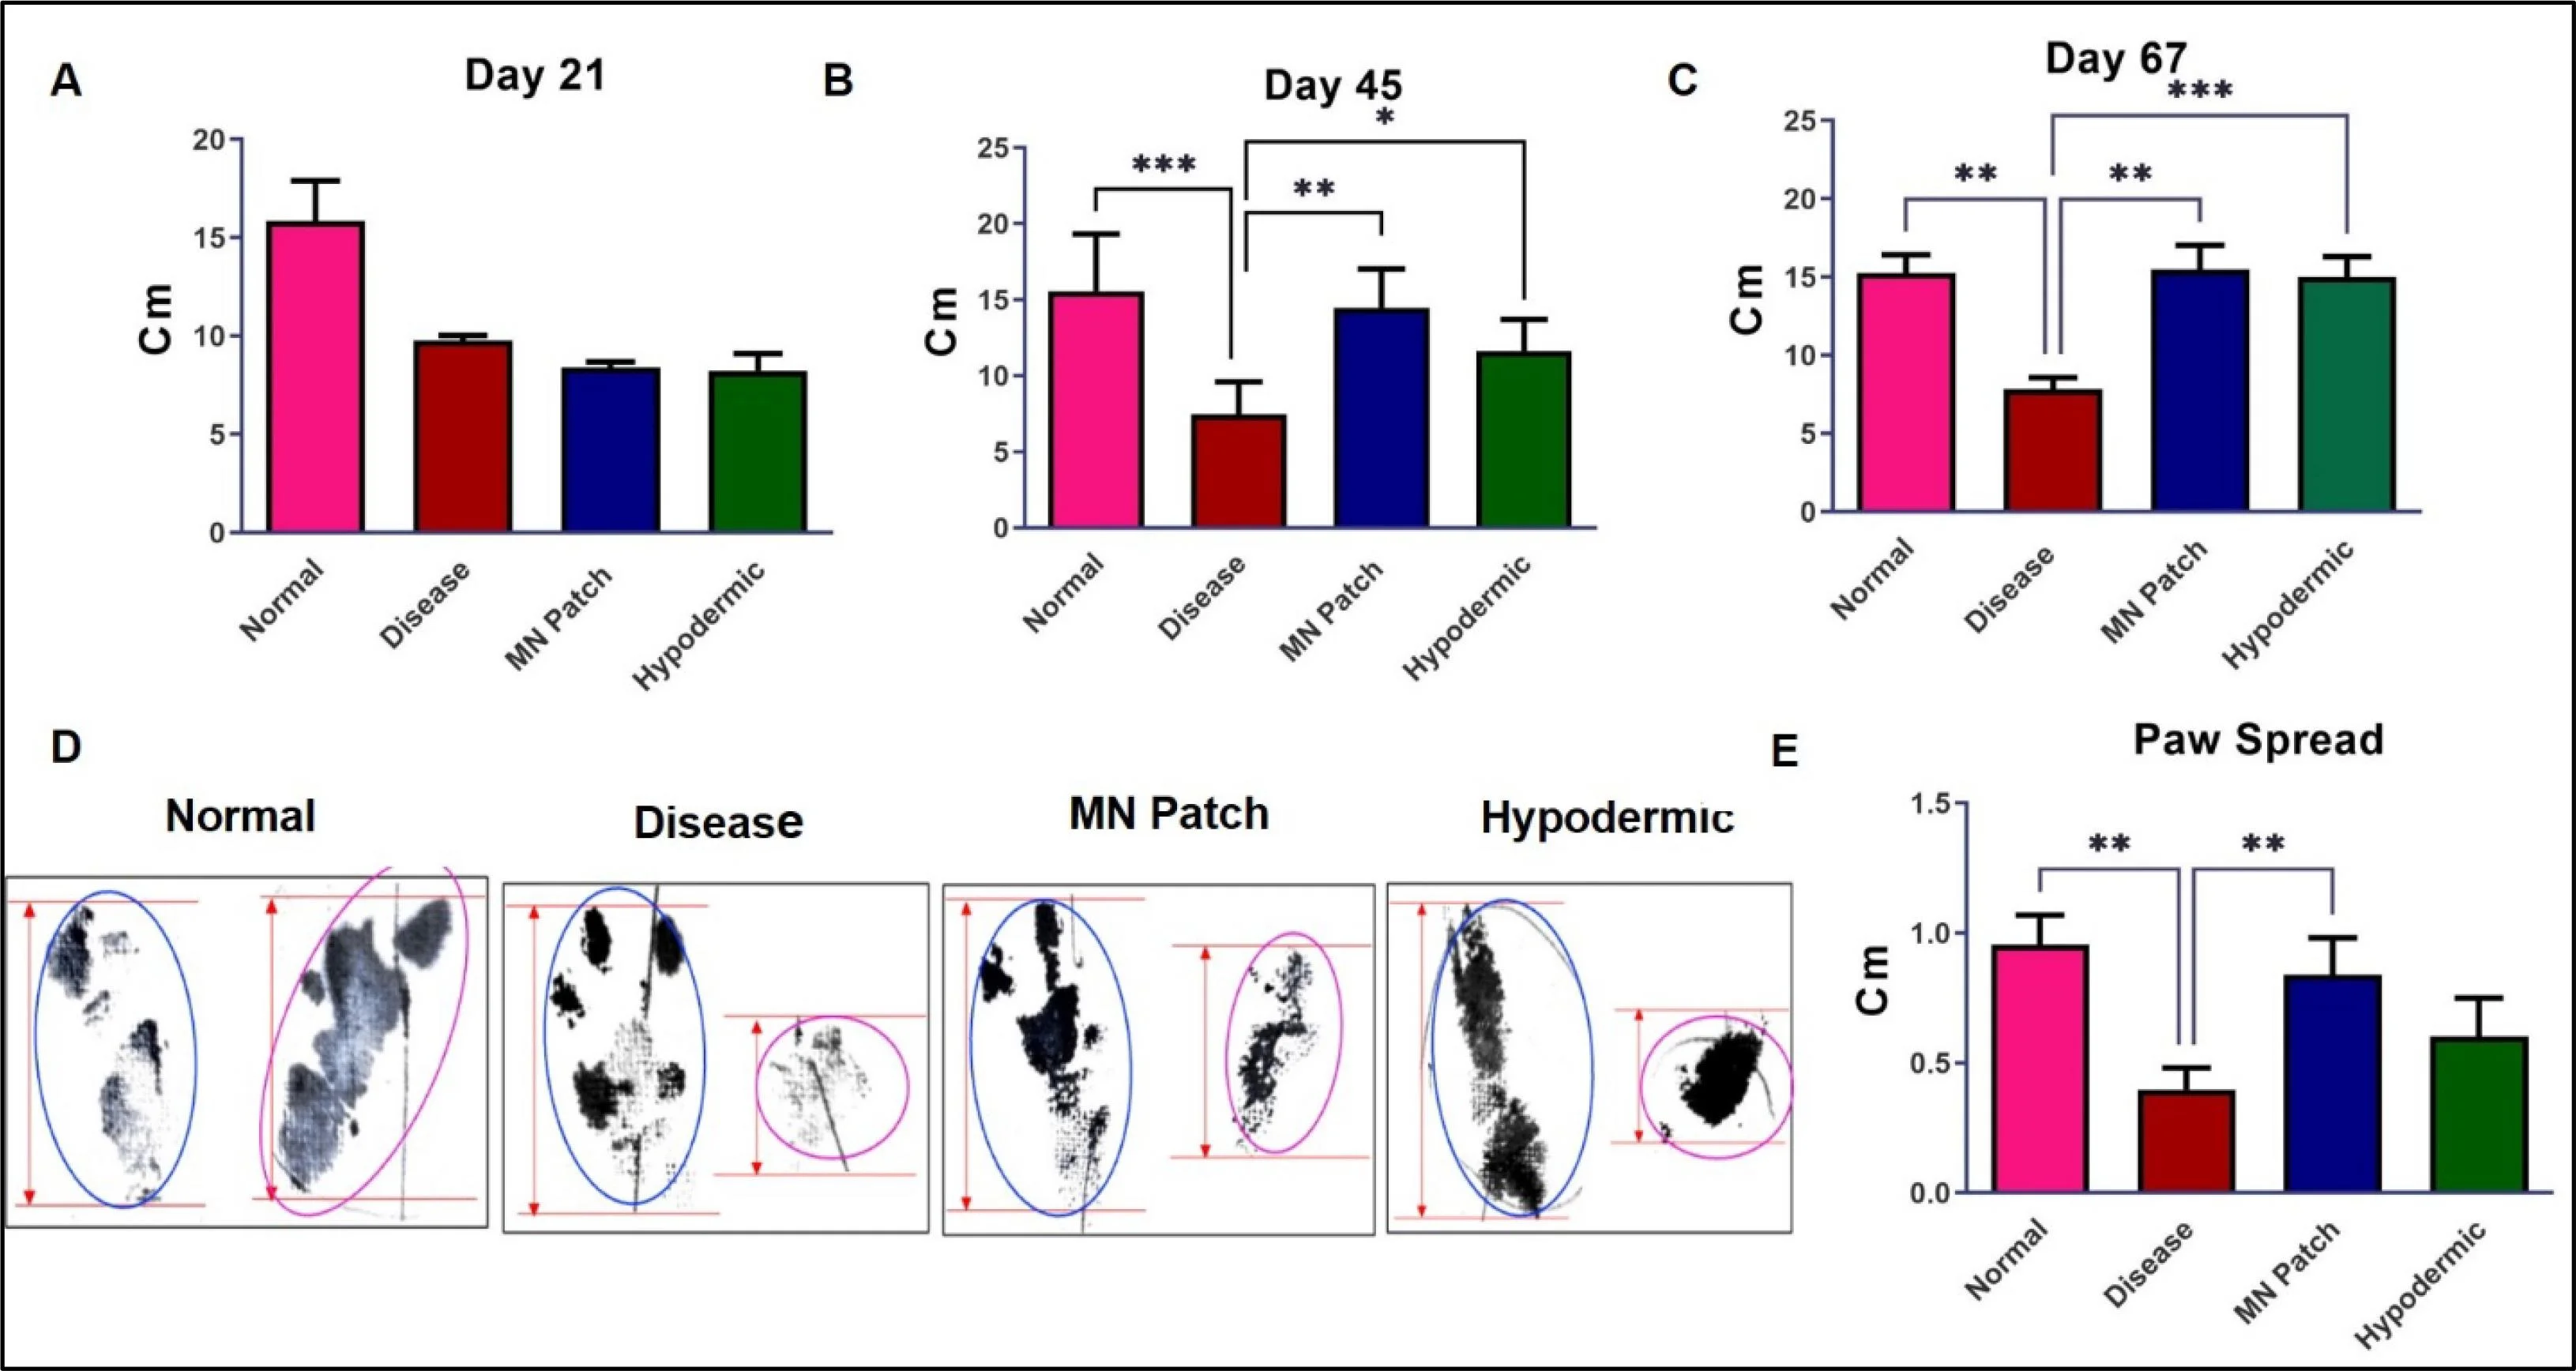 A
Day 21
20
15
10
5
0
Cm
Normal
Disease
MN Patch
Hypodermic
B
Day 45
*
***
**
25
20
15
10
5
0
Cm
Normal
Disease
MN Patch
Hypodermic
C
Day 67
***
**
**
25
20
15
10
5
0
Cm
Normal
Disease
MN Patch
Hypodermic
D
Normal
Disease
MN Patch
Hypodermic
E
Paw Spread
**
**
1.5
1.0
0.5
0.0
Cm
Normal
Disease
MN Patch
Hypodermic